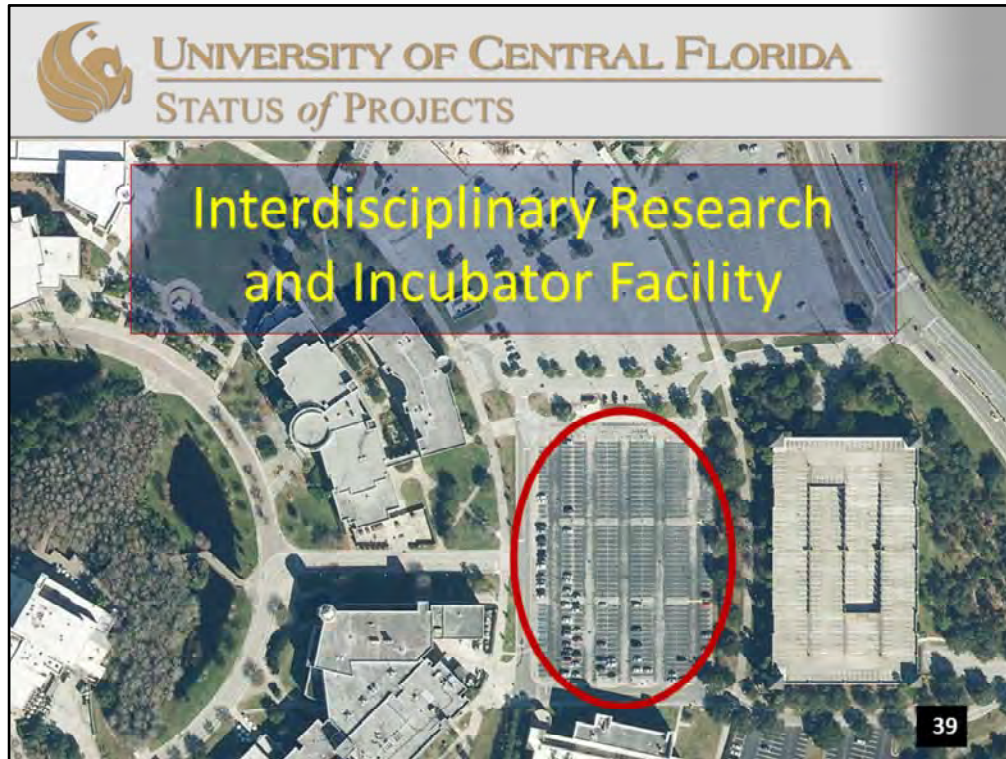 UNIVERSITY OF CENTRAL FLORIDA
STATUS of PROJECTS
Interdisciplinary Research
and Incubator Facility
39